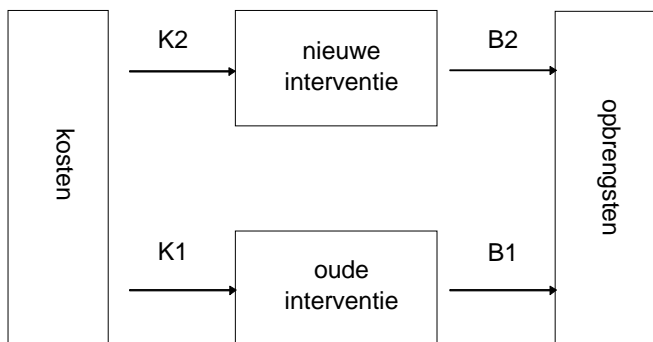 kosten
K2
nieuwe
interventie
B2
K1
oude
interventie
B1
opbrengsten